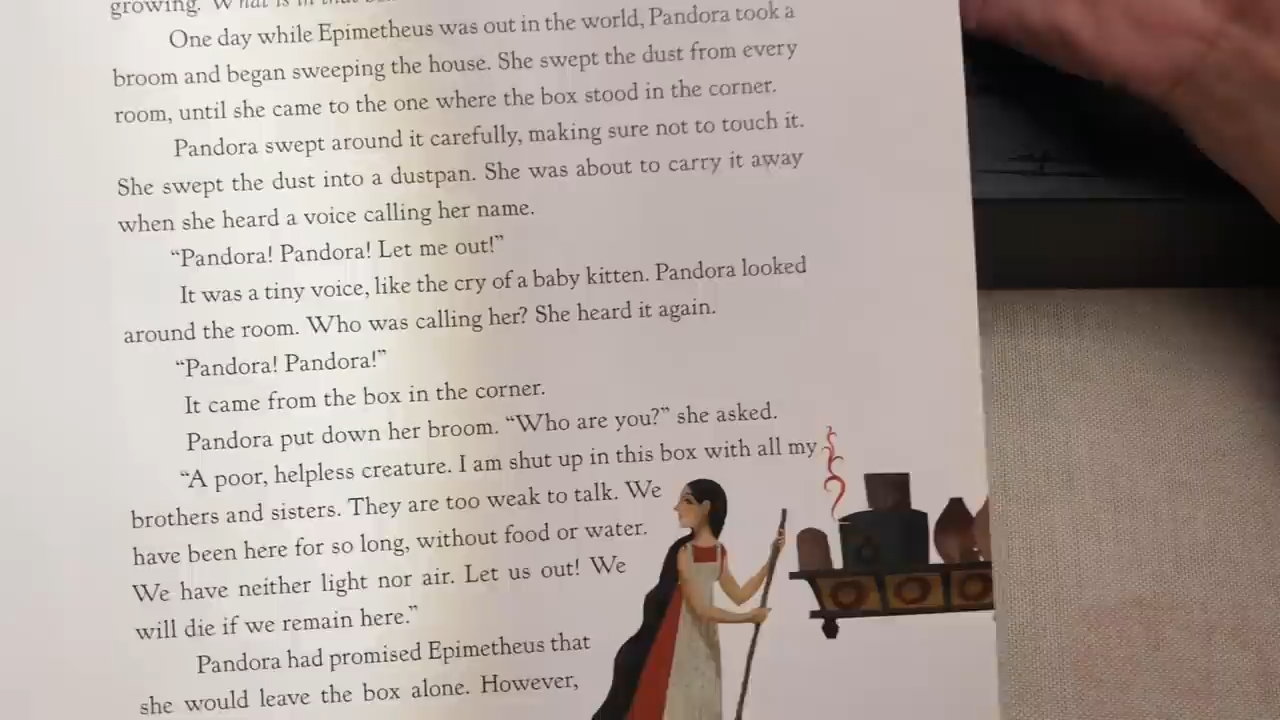 growing. What is in that
One day while Epimetheus was out in the world, Pandora took a
broom and began sweeping the house. She swept the dust from every
room, until she came to the one where the box stood in the corner.
Pandora swept around it carefully, making sure not to touch it.
She swept the dust into a dustpan. She was about to carry it away
when she heard a voice calling her name.
“Pandora! Pandora! Let me out!”
It was a tiny voice, like the cry of a baby kitten. Pandora looked
around the room. Who was calling her? She heard it again.
“Pandora! Pandora!”
It came from the box in the corner.
Pandora put down her broom. “Who are you?” she asked.
“A poor, helpless creature. I am shut up in this box with all my
brothers and sisters. They are too weak to talk. We
have been here for so long, without food or water.
We have neither light nor air. Let us out! We
will die if we remain here.”
Pandora had promised Epimetheus that
she would leave the box alone. However,